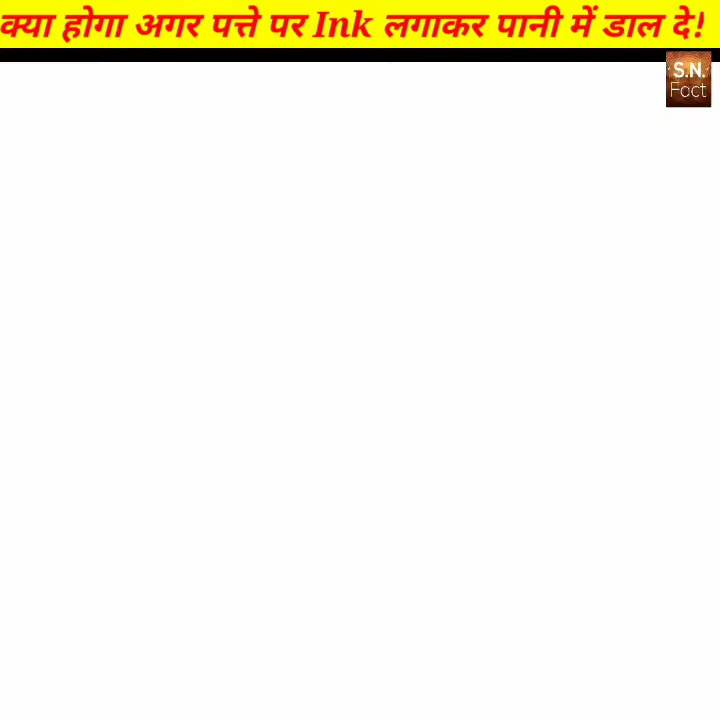 क्या होगा अगर पत्ते पर Ink लगाकर पानी में डाल दे!
S.N.
Fact